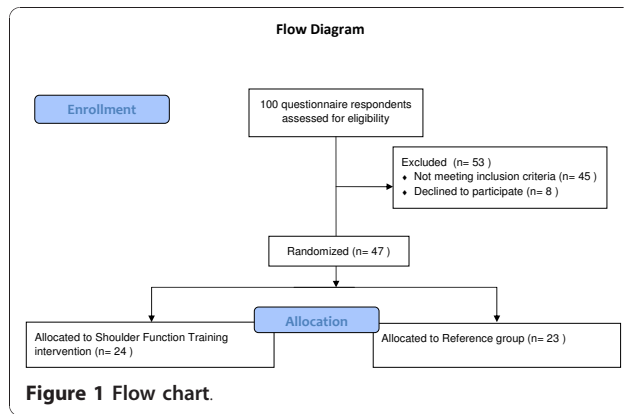 Flow Diagram
Enrollment
100 questionnaire respondents
assessed for eligibility
Excluded (n= 53 )
♦ Not meeting inclusion criteria (n= 45 )
♦ Declined to participate (n= 8 )
Randomized (n= 47 )
Allocation
Allocated to Shoulder Function Training
intervention (n= 24 )
Allocated to Reference group (n= 23 )
Figure 1 Flow chart.